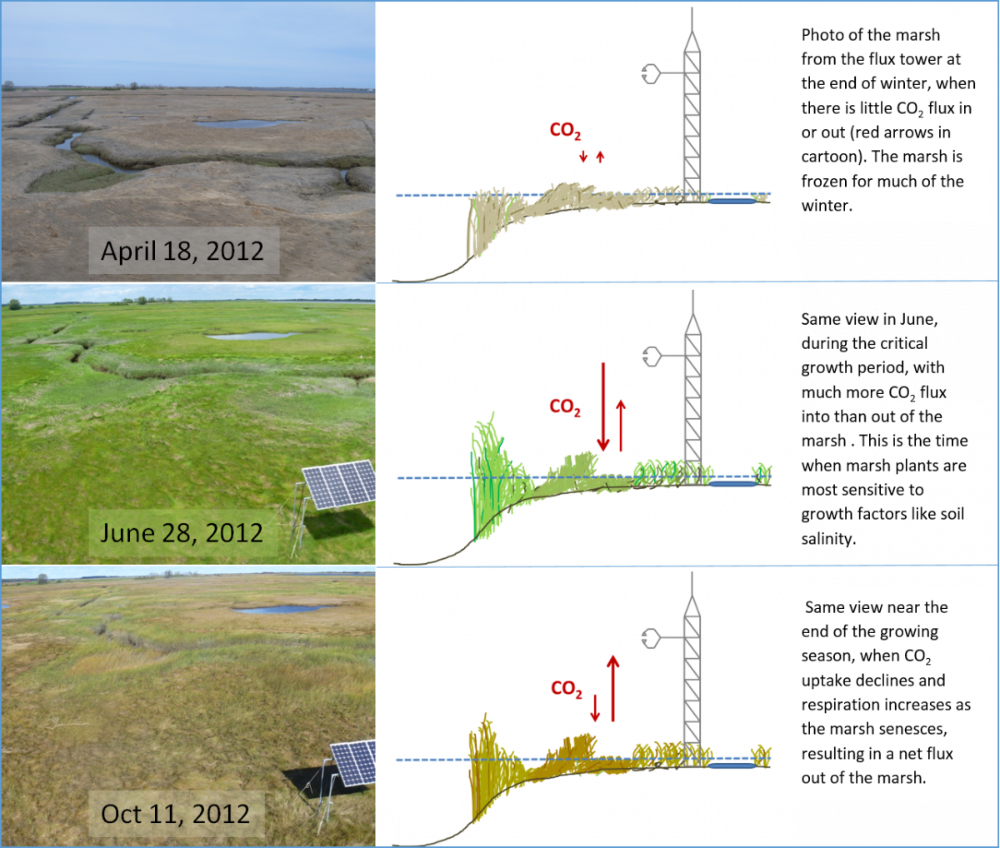 April 18, 2012
CO₂
Photo of the marsh
from the flux tower at
the end of winter, when
there is little CO₂ flux in
or out (red arrows in
cartoon). The marsh is
frozen for much of the
winter.
June 28, 2012
CO₂
Same view in June,
during the critical
growth period, with
much more CO₂ flux
into than out of the
marsh . This is the time
when marsh plants are
most sensitive to
growth factors like soil
salinity.
Oct 11, 2012
CO₂
Same view near the
end of the growing
season, when CO₂
uptake declines and
respiration increases as
the marsh senesces,
resulting in a net flux
out of the marsh.